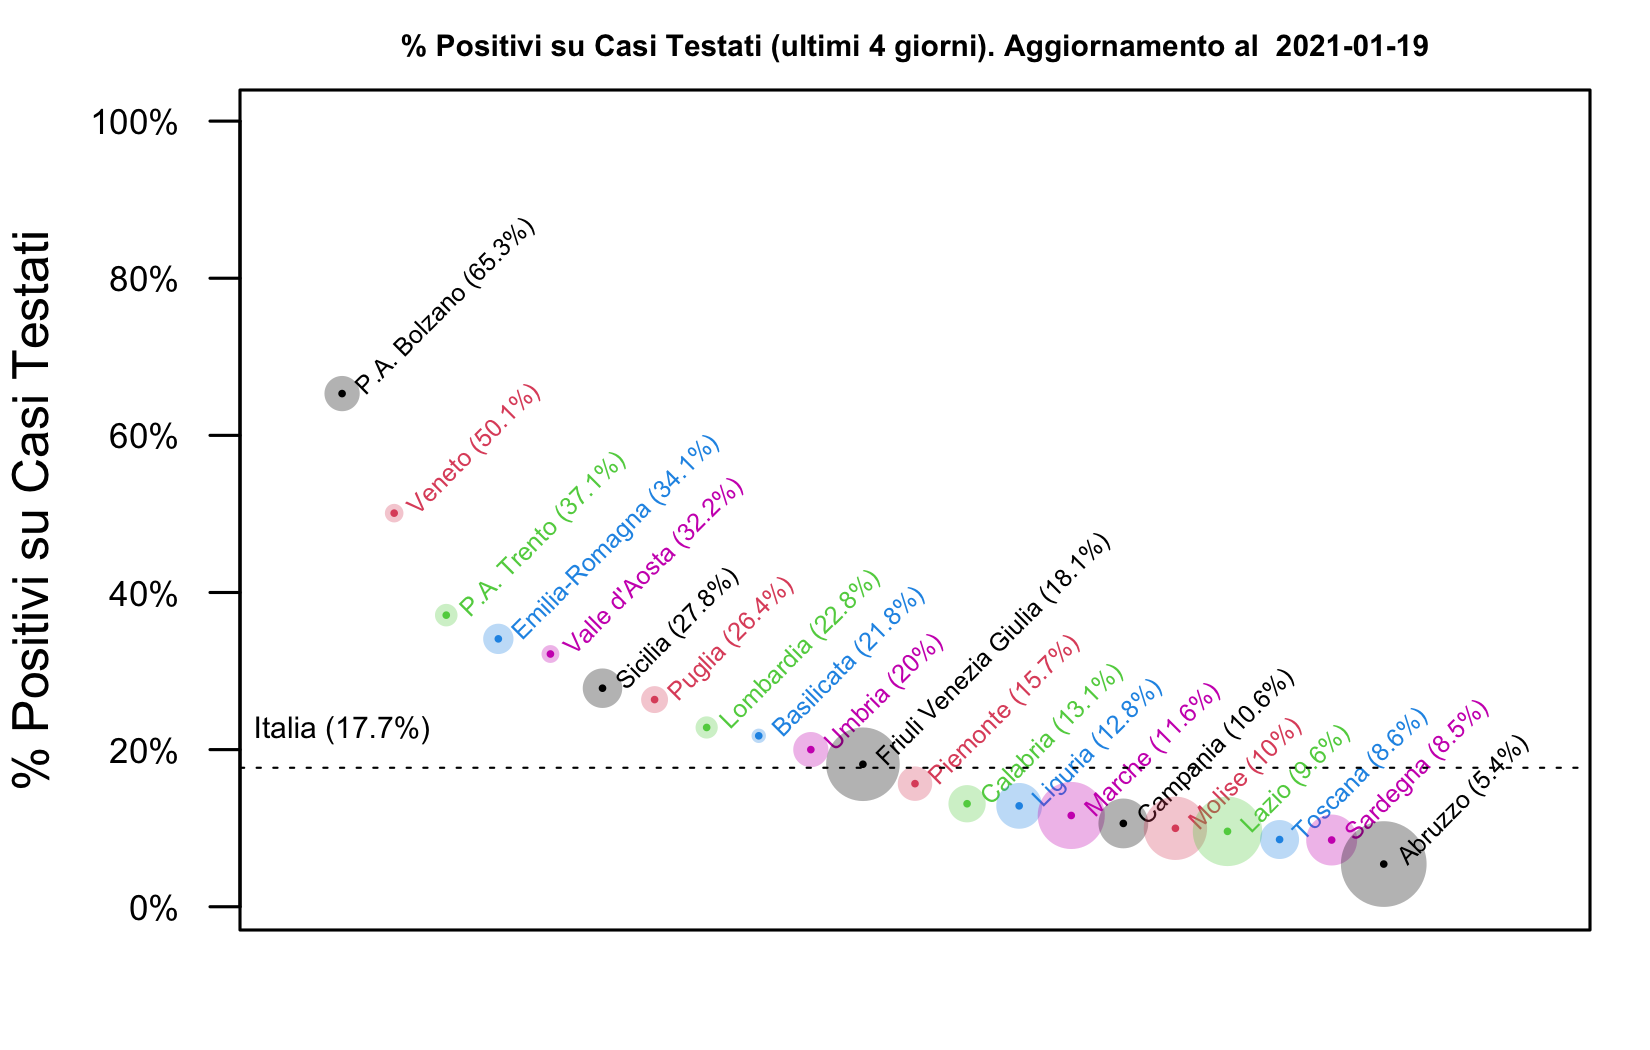 % Positivi su Casi Testati (ultimi 4 giorni). Aggiornamento al  2021-01-19
% Positivi su Casi Testati
100%
80%
60%
40%
20%
0%
Italia (17.7%)
P.A. Bolzano (65.3%)
Veneto (50.1%)
P.A. Trento (37.1%)
Emilia-Romagna (34.1%)
Valle d'Aosta (32.2%)
Sicilia (27.8%)
Puglia (26.4%)
Lombardia (22.8%)
Basilicata (21.8%)
Umbria (20%)
Friuli Venezia Giulia (18.1%)
Piemonte (15.7%)
Calabria (13.1%)
Liguria (12.8%)
Marche (11.6%)
Campania (10.6%)
Molise (10%)
Lazio (9.6%)
Toscana (8.6%)
Sardegna (8.5%)
Abruzzo (5.4%)